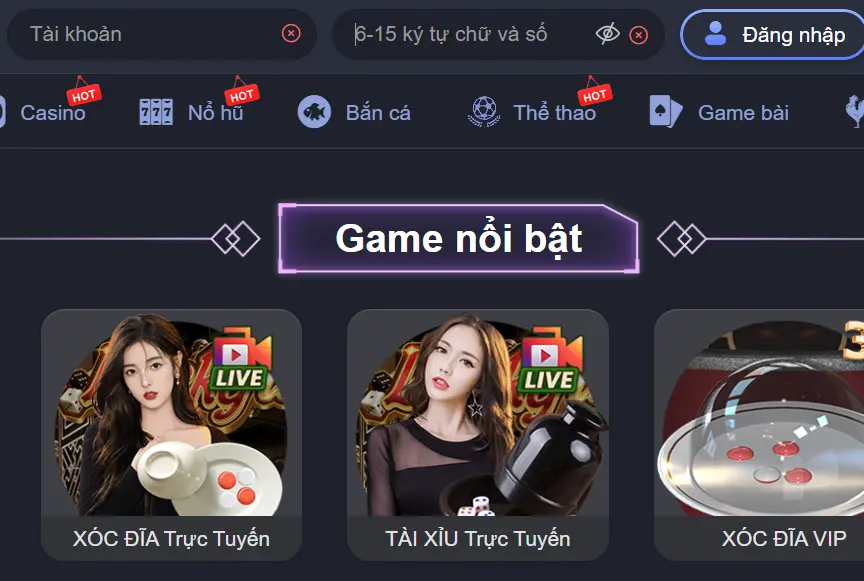 Tài khoản
6-15 ký tự chữ và số
Đăng nhập
Casino
HOT
Nổ hũ
HOT
Bắn cá
Thể thao
HOT
Game bài
777
Game nổi bật
LIVE
LIVE
XÓC ĐĨA Trực Tuyến
TÀI XỈU Trực Tuyến
XÓC ĐĨA VIP